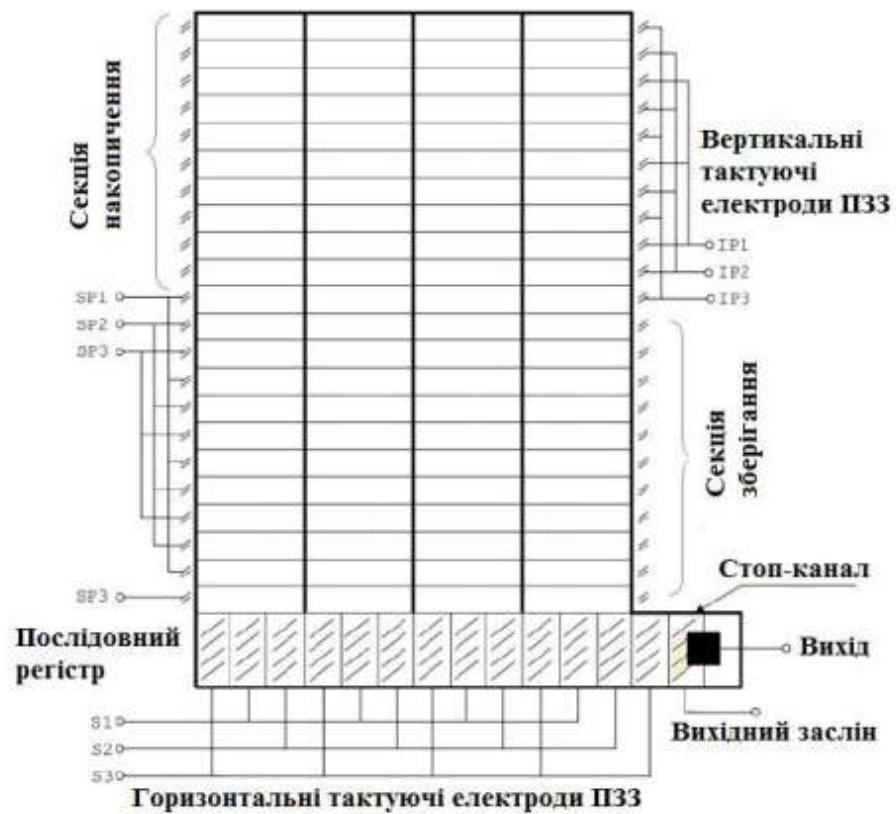 Секція
накопичення
Вертикальні
тактуючі
електроди ПЗЗ
IP1
IP2
IP3
SP1
SP2
SP3
Секція
зберігання
SP3
Стоп-канал
Послідовний
регістр
Вихід
Вихідний заслін
S1
S2
S3
Горизонтальні тактуючі електроди ПЗЗ